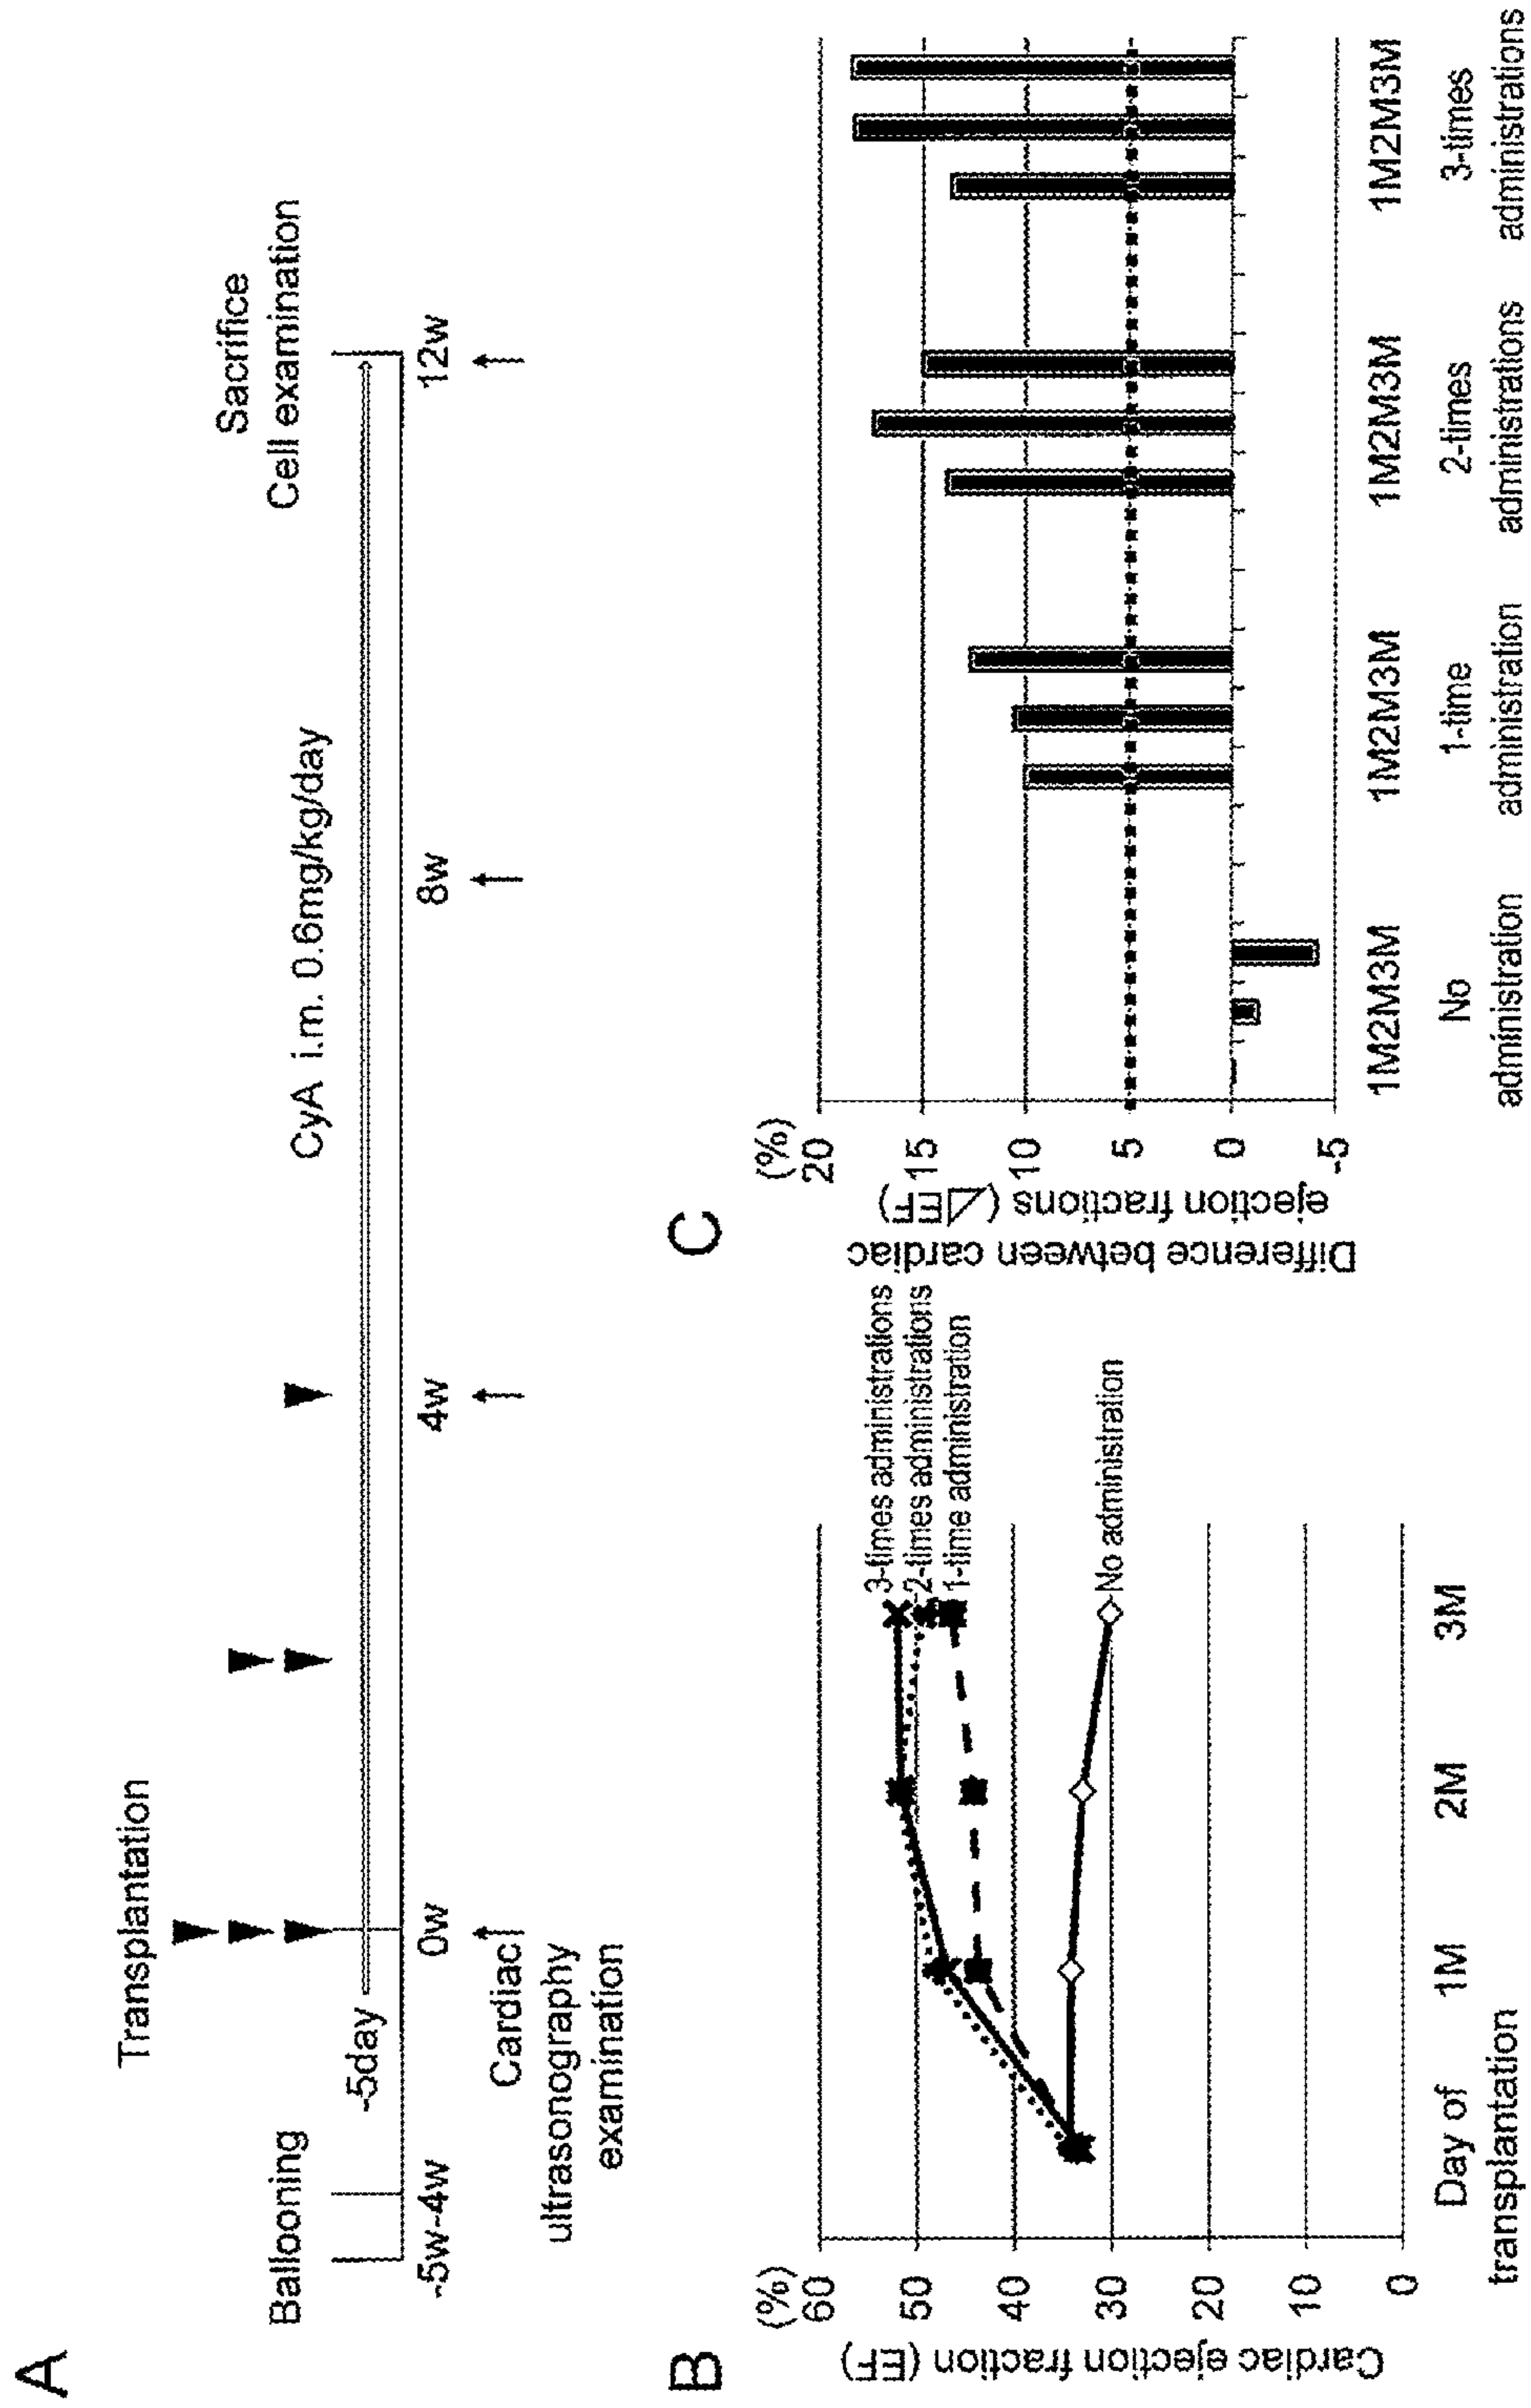 A
Transplantation
Sacrifice
Cell examination
Ballooning
CyA i.m. 0.6mg/kg/day
-5day
-5w-4w
0w
4w
8w
12w
Cardiac
ultrasonography
examination
B
(%)
60
50
40
30
20
10
0
Cardiac ejection fraction (EF)
3-times administrations
2-times administrations
1-time administration
No administration
Day of
transplantation
1M
2M
3M
C
(%)
20
15
10
5
0
-5
Difference between cardiac
ejection fractions (⊿EF)
1M2M3M
1M2M3M
1M2M3M
1M2M3M
No
administration
1-time
administration
2-times
administrations
3-times
administrations